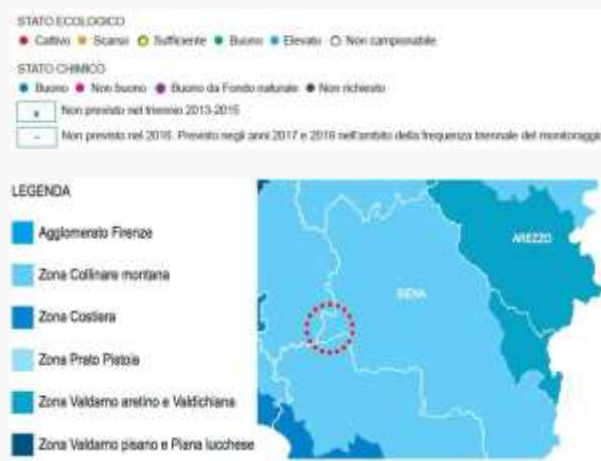 STATO ECOLOGICO
Cattivo Scarso Sufficiente Buono Elevato Non campionabile
STATO CHIMICO
Buono Non buono Buono da Fondo naturale Non richiesto
Non previsto nel triennio 2013-2015
- Non previsto nel 2016. Previsto negli anni 2017 e 2018 nell'ambito della frequenza triennale del monitoraggio
LEGENDA
Agglomerato Firenze
Zona Collinare montana
AREZZO
SIENA
Zona Costiera
Zona Prato Pistoia
Zona Valdarno aretino e Valdichiana
Zona Valdarno pisano e Piana lucchese